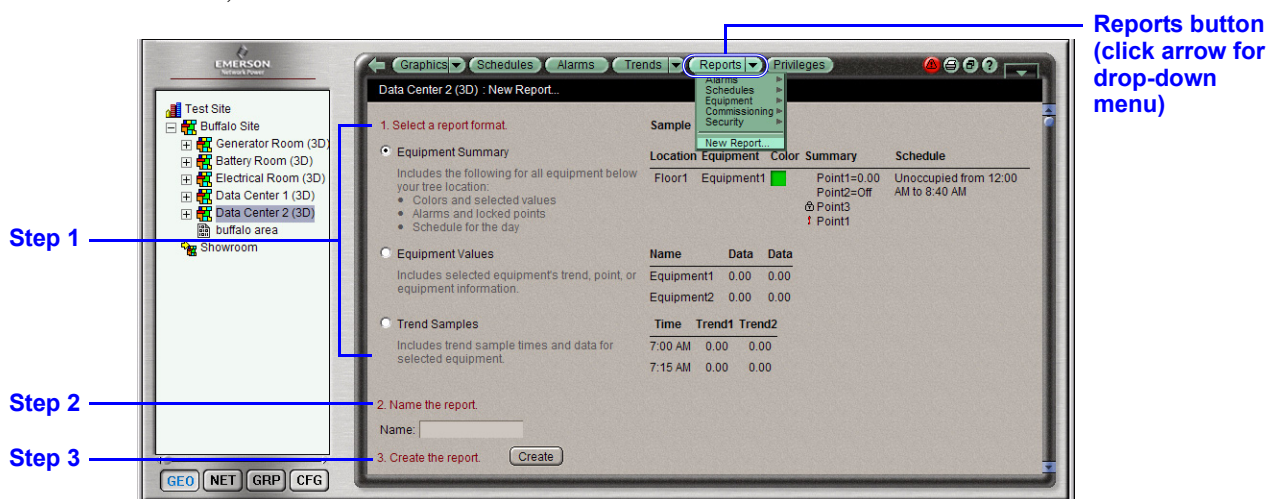 Reports button
(click arrow for
drop-down
menu)
EMERSON
Network Power
Graphics Schedules Alarms Trends Reports Privileges
Data Center 2 (3D) : New Report...
Alarms
Schedules
Equipment
Commissioning
Security
New Report...
Test Site
Buffalo Site
Generator Room (3D)
Battery Room (3D)
Electrical Room (3D)
Data Center 1 (3D)
Data Center 2 (3D)
buffalo area
Showroom
Step 1
1. Select a report format.
Sample
Equipment Summary
Includes the following for all equipment below
your tree location:
• Colors and selected values
• Alarms and locked points
• Schedule for the day
Location Equipment Color Summary Schedule
Floor1 Equipment1 Point1=0.00 Unoccupied from 12:00
Point2=Off AM to 8:40 AM
Point3
Point1
Equipment Values
Includes selected equipment's trend, point, or
equipment information.
Name Data Data
Equipment1 0.00 0.00
Equipment2 0.00 0.00
Trend Samples
Includes trend sample times and data for
selected equipment.
Time Trend1 Trend2
7:00 AM 0.00 0.00
7:15 AM 0.00 0.00
Step 2
2. Name the report.
Name:
Step 3
3. Create the report. Create
GEO NET GRP CFG